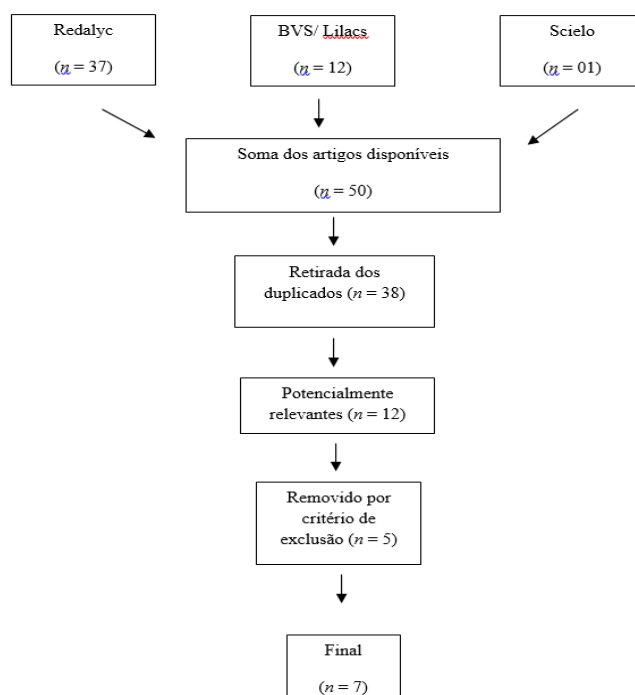 Redalyc
(n = 37)
BVS/ Lilacs
(n = 12)
Scielo
(n = 01)
Soma dos artigos disponíveis
(n = 50)
Retirada dos
duplicados (n = 38)
Potencialmente
relevantes (n = 12)
Removido por
critério de
exclusão (n = 5)
Final
(n = 7)